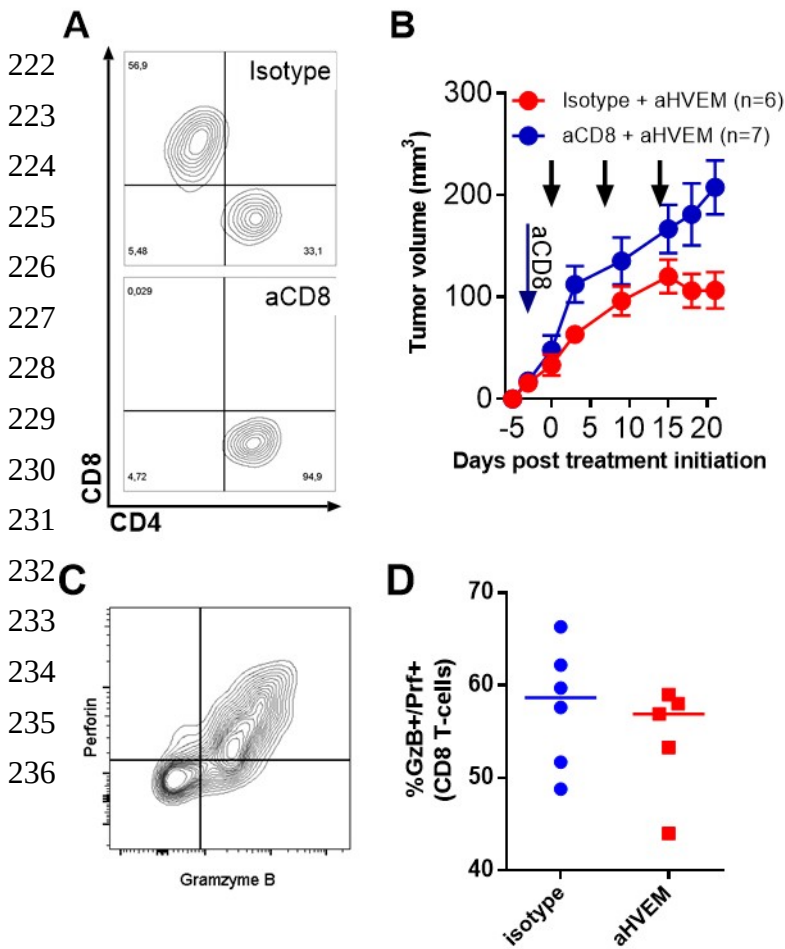 222
223
224
225
226
227
228
229
230
231
232
233
234
235
236
A
56,9
Isotype
5,48
33,1
0,029
aCD8
4,72
94,9
CD8
CD4
B
300
200
100
0
Tumor volume (mm3)
Isotype + aHVEM (n=6)
aCD8 + aHVEM (n=7)
aCD8
-5 0 5 10 15 20
Days post treatment initiation
C
Perforin
Gramzyme B
D
70
60
50
40
%GzB+/Prf+
(CD8 T-cells)
isotype
aHVEM